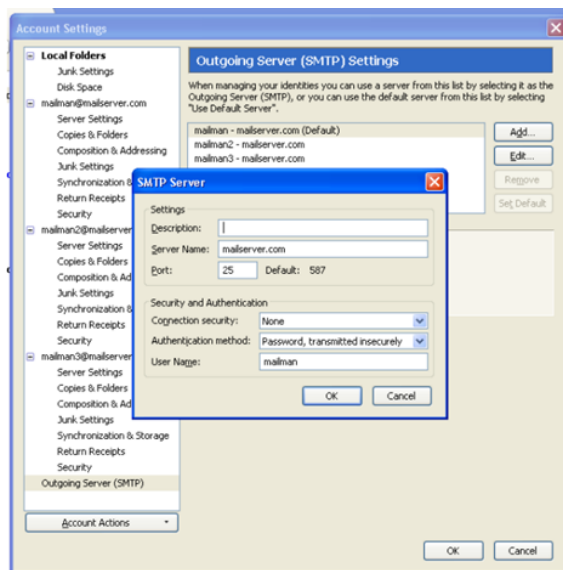 Account Settings
Local Folders
Junk Settings
Disk Space
mailman@mailserver.com
Server Settings
Copies & Folders
Composition & Addressing
Junk Settings
Synchronization &
Return Receipts
Security
mailman2@mailserver
Server Settings
Copies & Folders
Composition & Ad
Junk Settings
Synchronization &
Return Receipts
Security
mailman3@mailserver
Server Settings
Copies & Folders
Composition & Ad
Junk Settings
Synchronization & Storage
Return Receipts
Security
Outgoing Server (SMTP)
Account Actions
Outgoing Server (SMTP) Settings
When managing your identities you can use a server from this list by selecting it as the
Outgoing Server (SMTP), or you can use the default server from this list by selecting
"Use Default Server".
mailman - mailserver.com (Default)
mailman2 - mailserver.com
mailman3 - mailserver.com
Add...
Edit...
Remove
Set Default
SMTP Server
Settings
Description:
Server Name: mailserver.com
Port: 25 Default: 587
Security and Authentication
Connection security: None
Authentication method: Password, transmitted insecurely
User Name: mailman
OK Cancel
OK Cancel